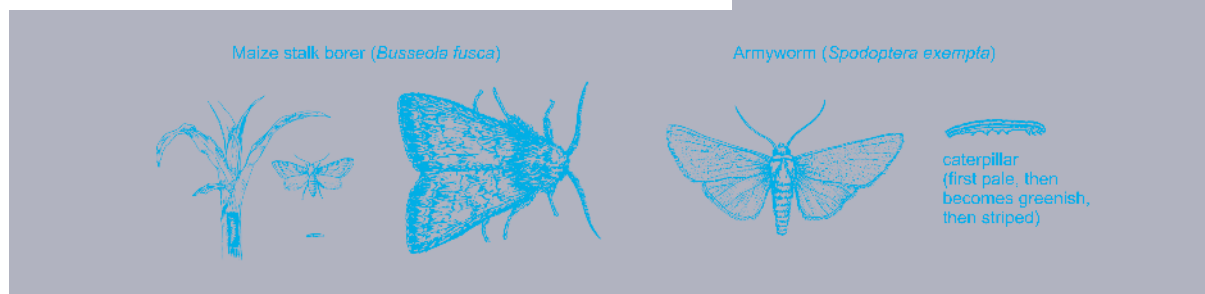 Maize stalk borer (Busseola fusca)
Armyworm (Spodoptera exempta)
caterpillar
(first pale, then
becomes greenish,
then striped)